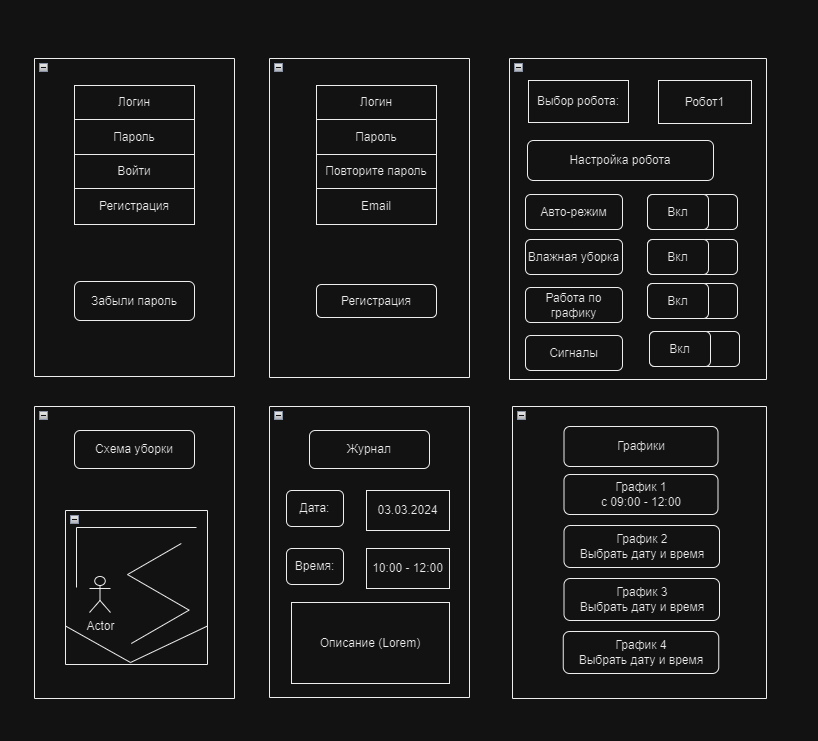 Логин
Пароль
Войти
Регистрация
Забыли пароль
Логин
Пароль
Повторите пароль
Email
Регистрация
Выбор робота:
Робот1
Настройка робота
Авто-режим
Вкл
Влажная уборка
Вкл
Работа по
графику
Вкл
Сигналы
Вкл
Схема уборки
Actor
Журнал
Дата:
03.03.2024
Время:
10:00 - 12:00
Описание (Lorem)
Графики
График 1
с 09:00 - 12:00
График 2
Выбрать дату и время
График 3
Выбрать дату и время
График 4
Выбрать дату и время